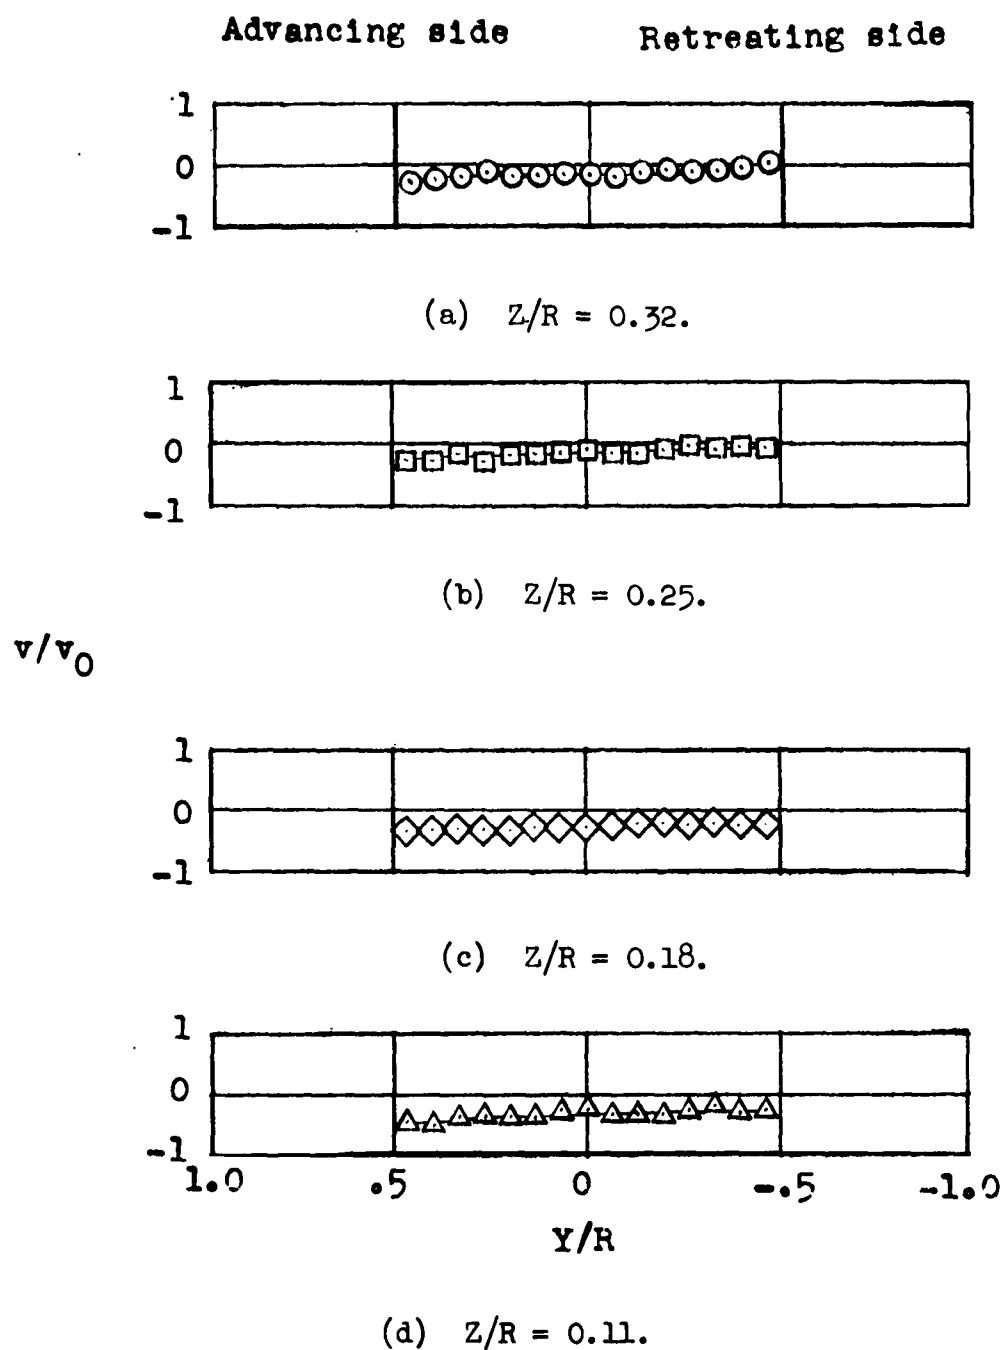 Advancing side Retreating side
1
0
-1
(a) Z/R = 0.32.
1
0
-1
(b) Z/R = 0.25.
v/v0
1
0
-1
(c) Z/R = 0.18.
1
0
-1
1.0 .5 0 -.5 -1.0
Y/R
(d) Z/R = 0.11.